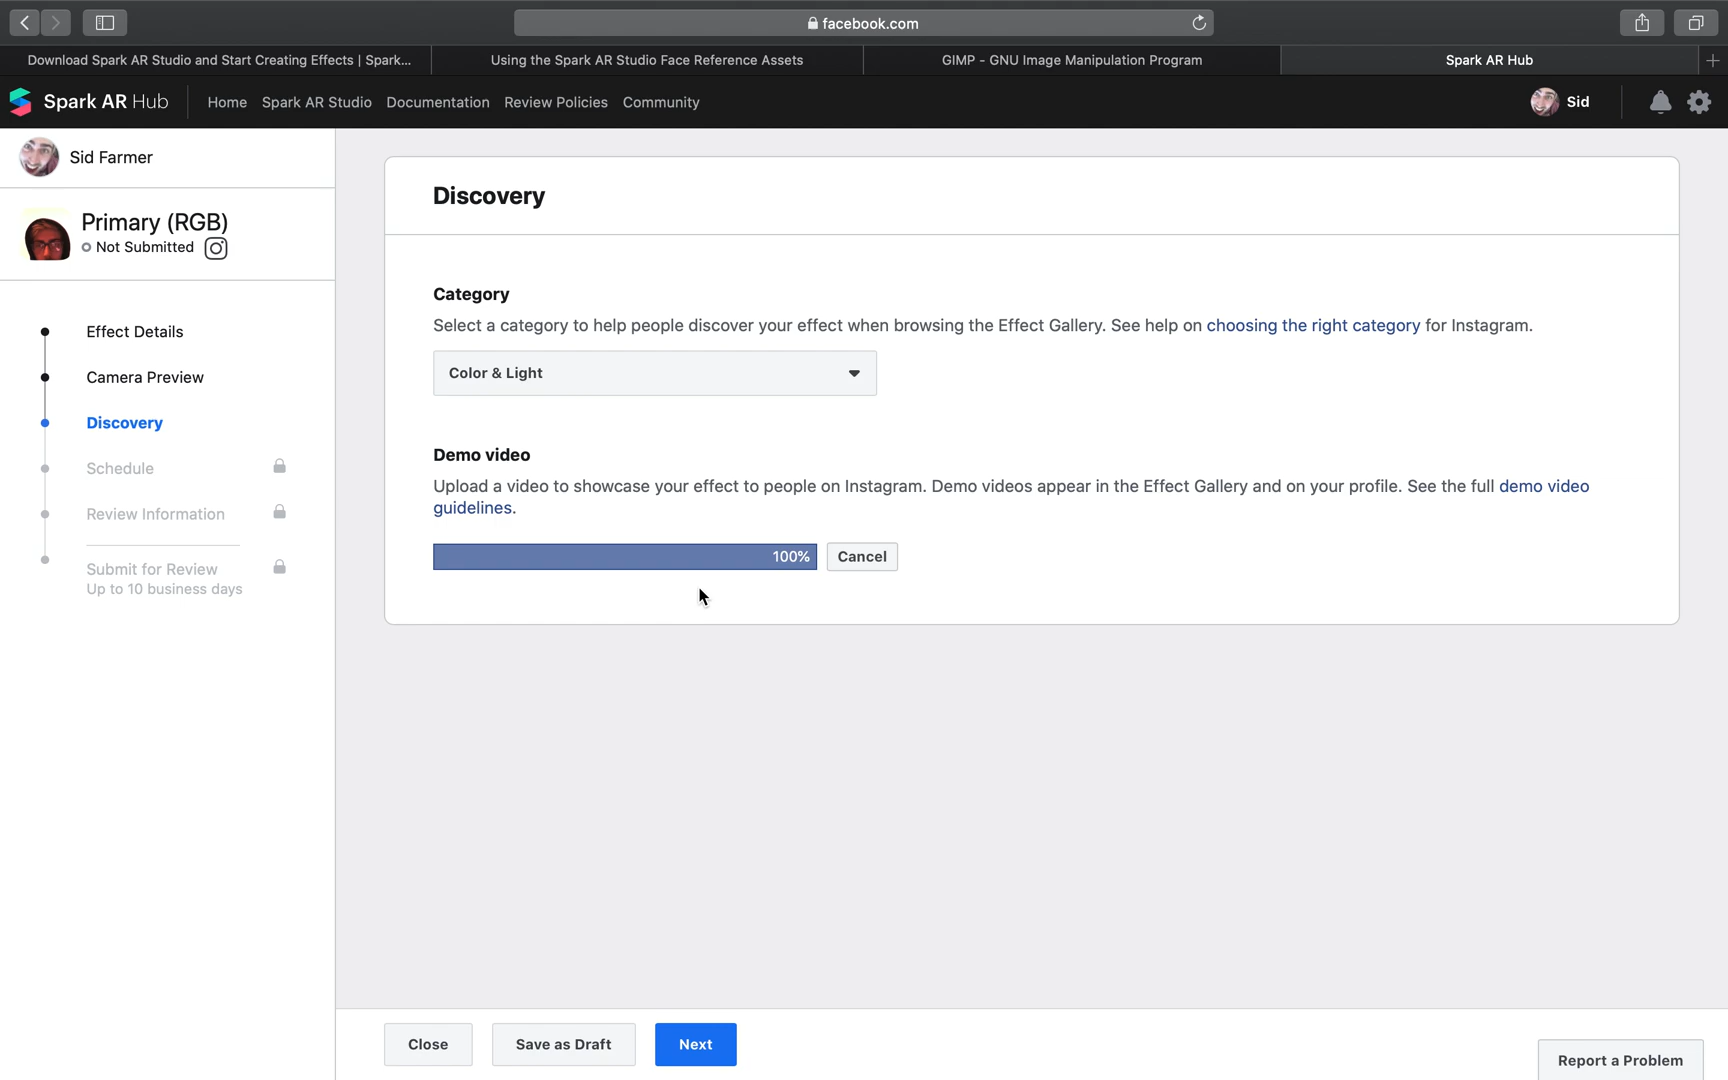 facebook.com
Download Spark AR Studio and Start Creating Effects | Spark...
Using the Spark AR Studio Face Reference Assets
GIMP - GNU Image Manipulation Program
Spark AR Hub
Spark AR Hub
Home
Spark AR Studio
Documentation
Review Policies
Community
Sid
Sid Farmer
Primary (RGB)
Not Submitted
Effect Details
Camera Preview
Discovery
Schedule
Review Information
Submit for Review
Up to 10 business days
Discovery
Category
Select a category to help people discover your effect when browsing the Effect Gallery. See help on choosing the right category for Instagram.
Color & Light
Demo video
Upload a video to showcase your effect to people on Instagram. Demo videos appear in the Effect Gallery and on your profile. See the full demo video
guidelines.
100%
Cancel
Close
Save as Draft
Next
Report a Problem